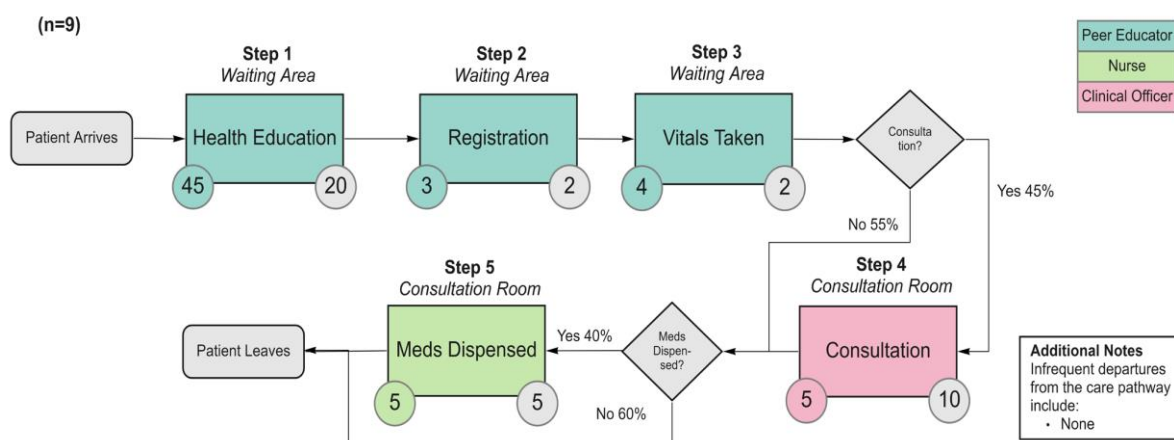 (n=9)
Peer Educator
Nurse
Clinical Officer
Step 1
Waiting Area
Health Education
45
20
Step 2
Waiting Area
Registration
3
2
Step 3
Waiting Area
Vitals Taken
4
2
Patient Arrives
Consulta
tion?
Yes 45%
No 55%
Step 4
Consultation Room
Consultation
5
10
Meds
Dispen-
sed?
Yes 40%
No 60%
Step 5
Consultation Room
Meds Dispensed
5
5
Patient Leaves
Additional Notes
Infrequent departures
from the care pathway
include:
• None